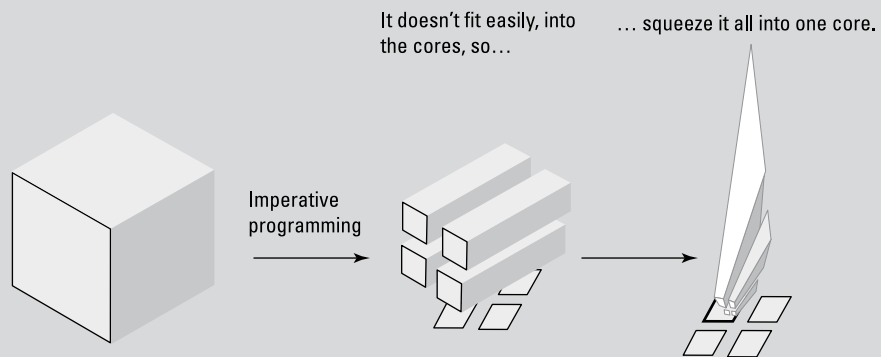 It doesn’t fit easily, into
the cores, so…
… squeeze it all into one core.
Imperative
programming